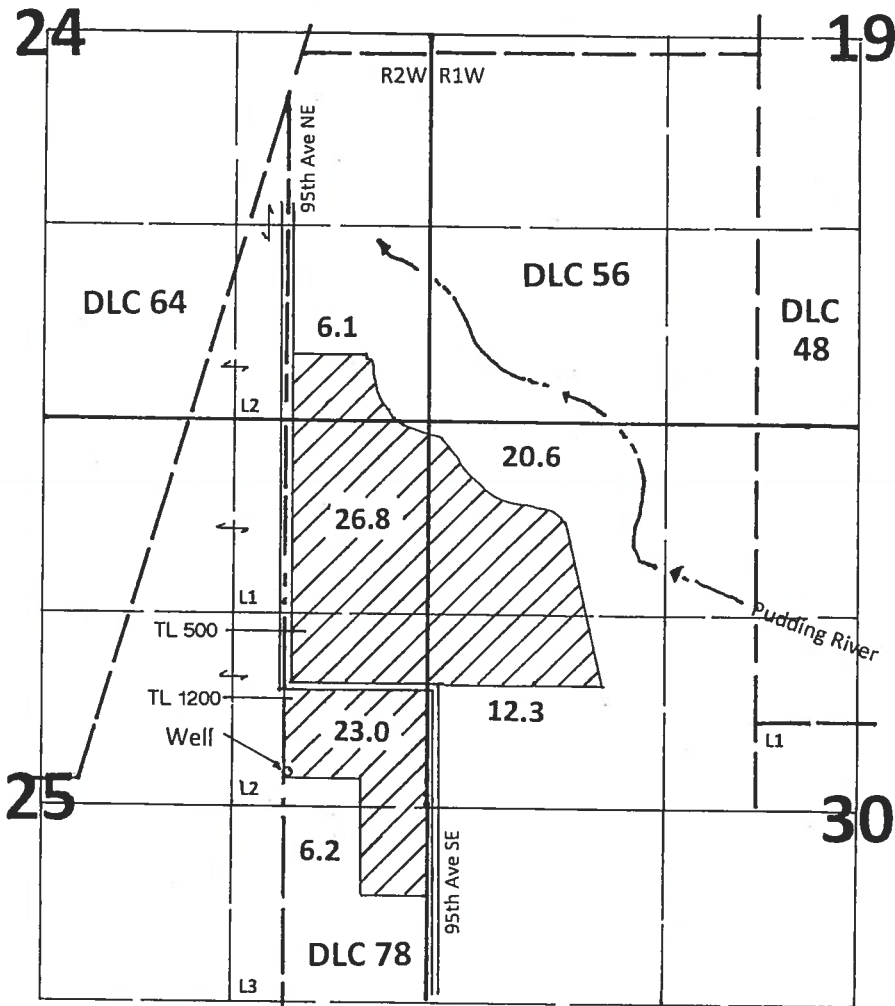 24
19
R2W R1W
95th Ave NE
DLC 64
DLC 56
DLC
48
6.1
L2
20.6
26.8
L1
TL 500
Pudding River
TL 1200
12.3
Well
23.0
L1
25
L2
30
6.2
95th Ave SE
DLC 78
L3